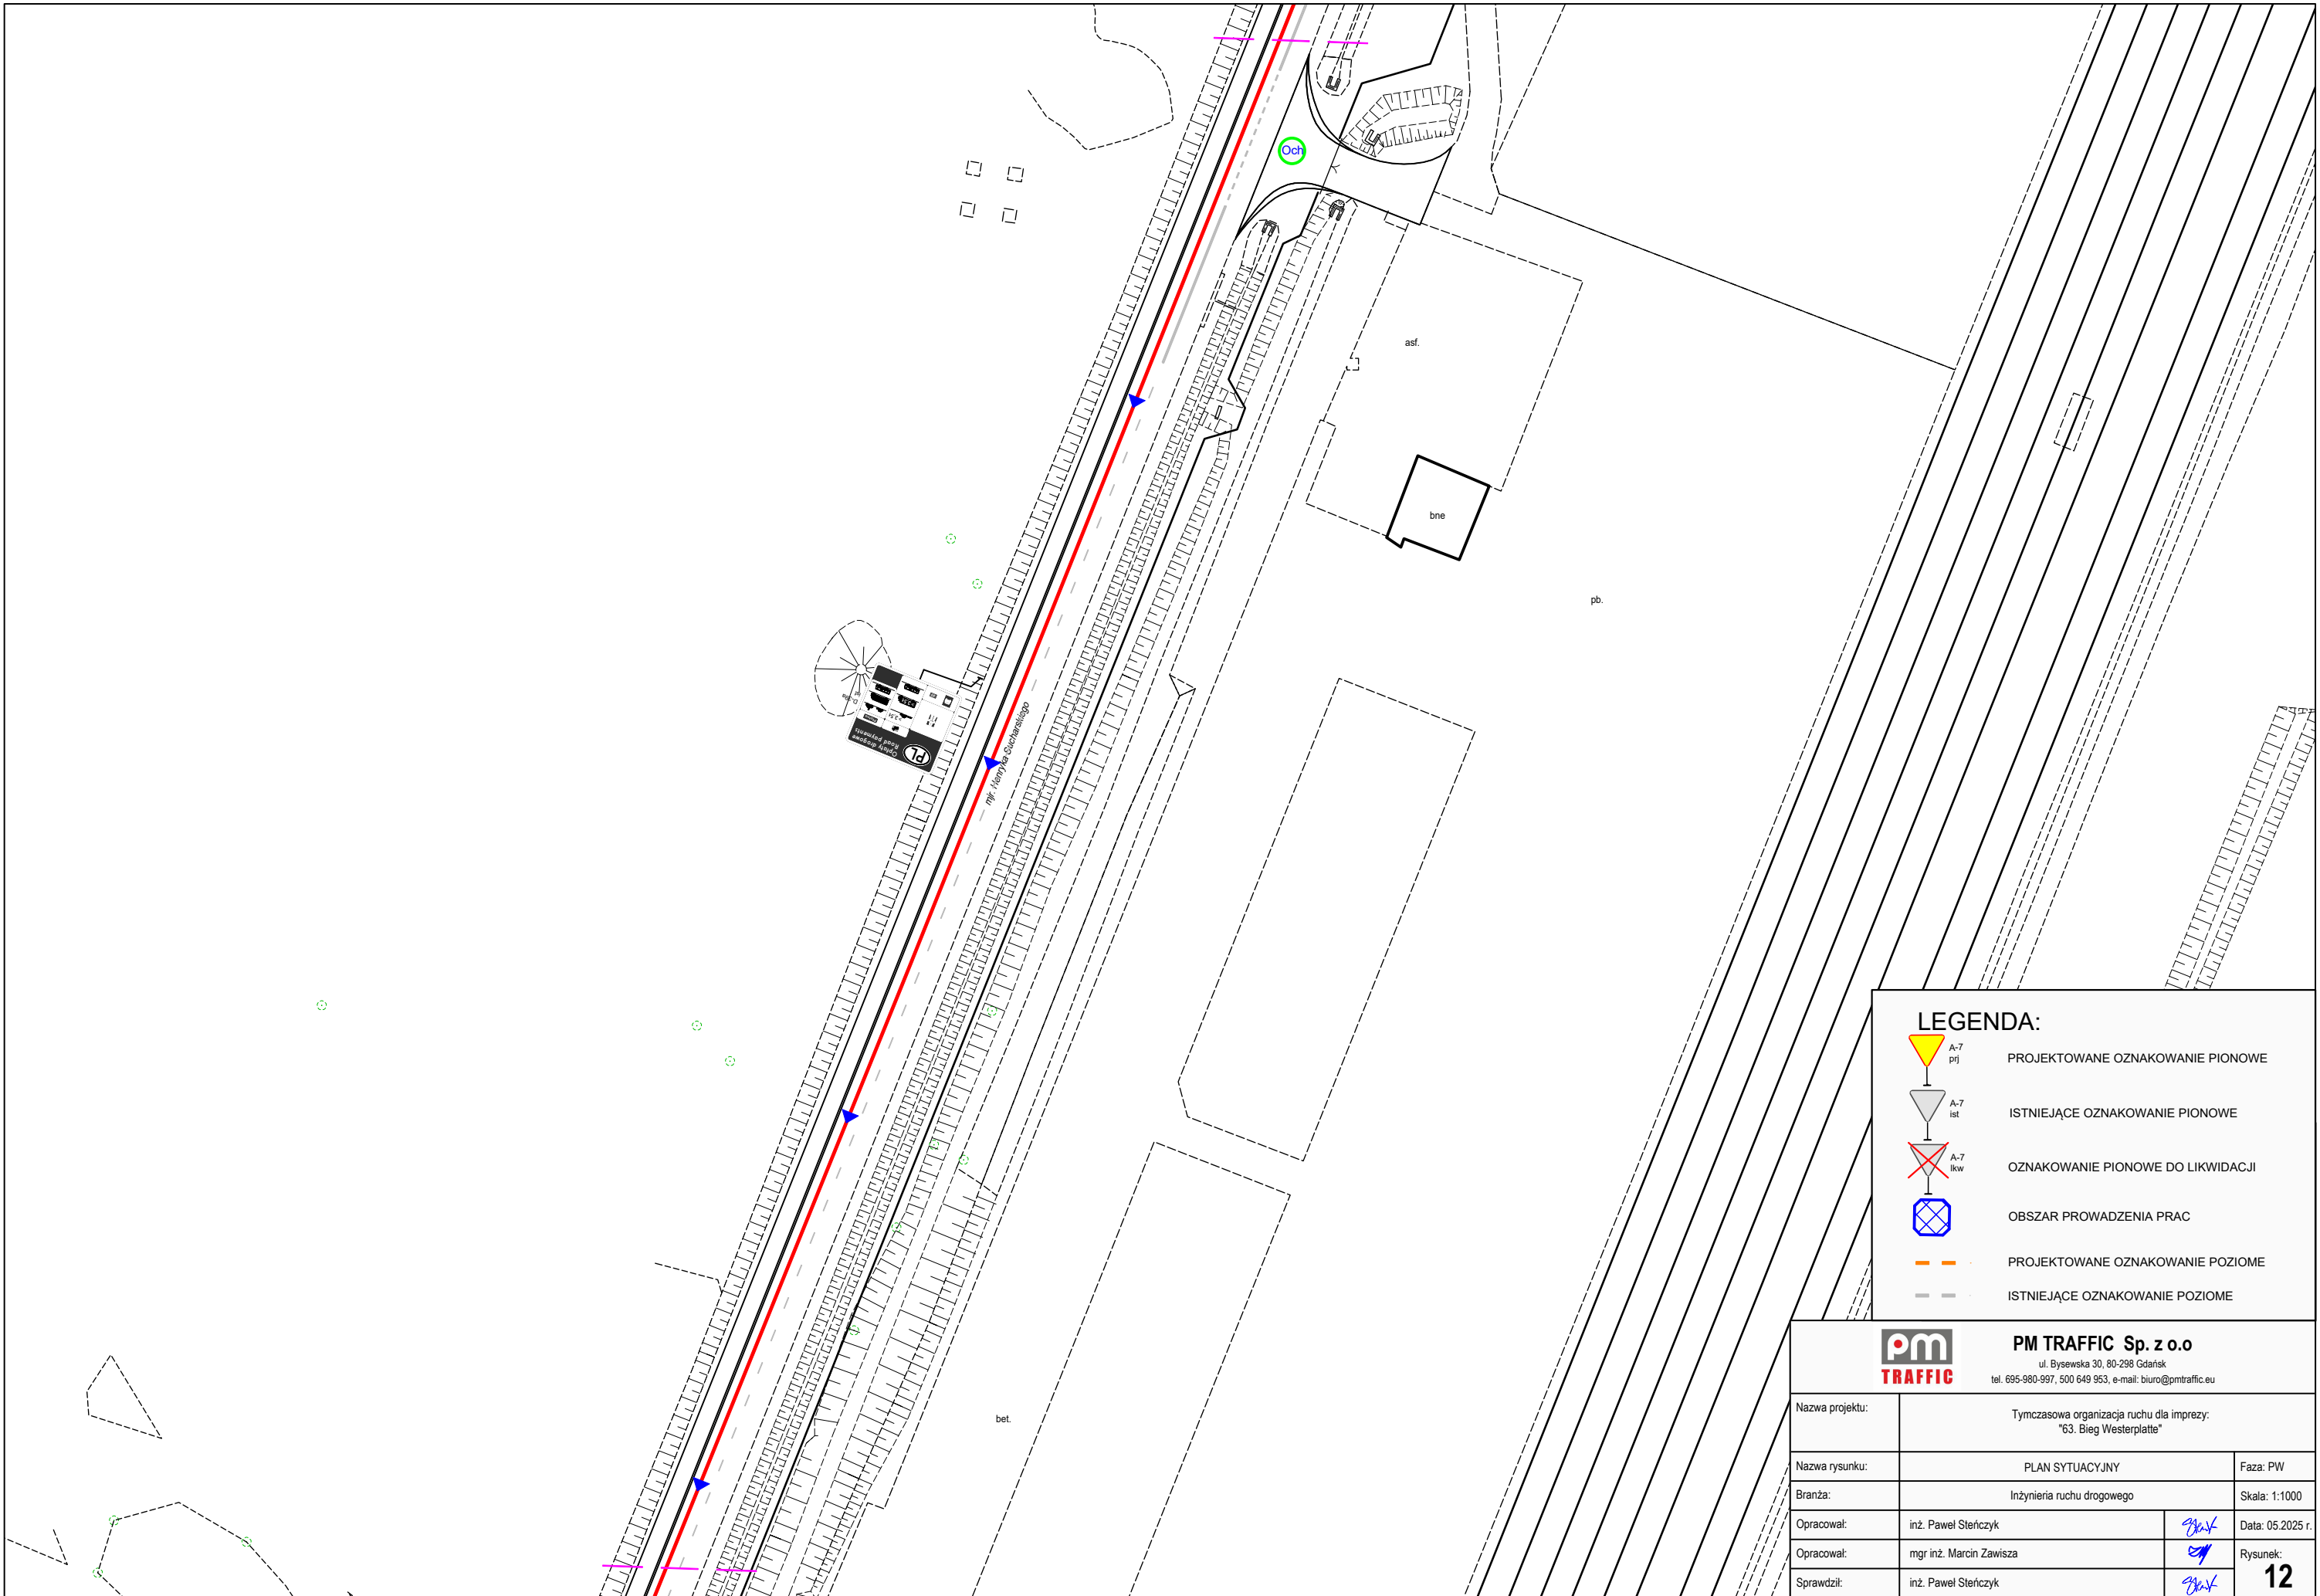 Och
asf.
bne
pb.
Opłaty drogowe
Road payments
PL
mjr. Henryka Sucharskiego
bet.
LEGENDA:
A-7
prj
PROJEKTOWANE OZNAKOWANIE PIONOWE
A-7
ist
ISTNIEJĄCE OZNAKOWANIE PIONOWE
A-7
lkw
OZNAKOWANIE PIONOWE DO LIKWIDACJI
OBSZAR PROWADZENIA PRAC
PROJEKTOWANE OZNAKOWANIE POZIOME
ISTNIEJĄCE OZNAKOWANIE POZIOME
pm
TRAFFIC
PM TRAFFIC Sp. z o.o
ul. Bysewska 30, 80-298 Gdańsk
tel. 695-980-997, 500 649 953, e-mail: biuro@pmtraffic.eu
Nazwa projektu:
Tymczasowa organizacja ruchu dla imprezy:
"63. Bieg Westerplatte"
Nazwa rysunku:
PLAN SYTUACYJNY
Faza: PW
Branża:
Inżynieria ruchu drogowego
Skala: 1:1000
Opracował:
inż. Paweł Steńczyk
Data: 05.2025 r.
Opracował:
mgr inż. Marcin Zawisza
Rysunek:
12
Sprawdził:
inż. Paweł Steńczyk